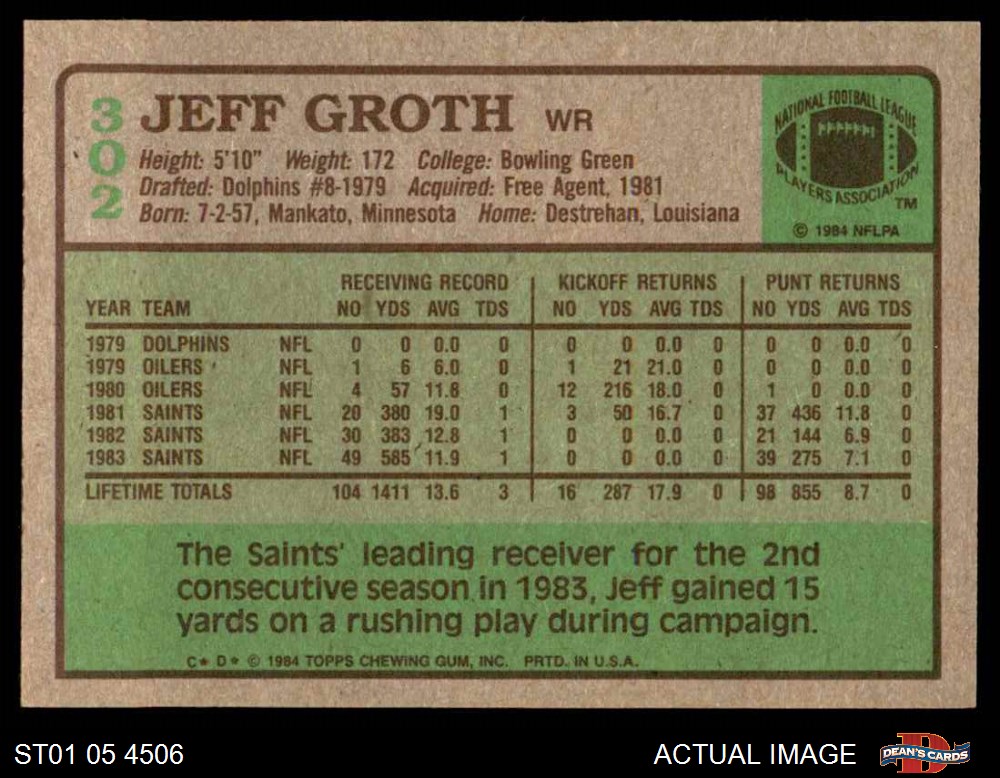 302
JEFF GROTH WR
Height: 5'10" Weight: 172 College: Bowling Green
Drafted: Dolphins #8-1979 Acquired: Free Agent, 1981
Born: 7-2-57, Mankato, Minnesota Home: Destrehan, Louisiana
NATIONAL FOOTBALL LEAGUE
PLAYERS ASSOCIATION
TM
© 1984 NFLPA
RECEIVING RECORD KICKOFF RETURNS PUNT RETURNS
YEAR TEAM NO YDS AVG TDS NO YDS AVG TDS NO YDS AVG TDS
1979 DOLPHINS NFL 0 0 0.0 0 0 0 0.0 0 0 0 0.0 0
1979 OILERS NFL 1 6 6.0 0 1 21 21.0 0 0 0 0.0 0
1980 OILERS NFL 4 57 11.8 0 12 216 18.0 0 1 0 0.0 0
1981 SAINTS NFL 20 380 19.0 1 3 50 16.7 0 37 436 11.8 0
1982 SAINTS NFL 30 383 12.8 1 0 0 0.0 0 21 144 6.9 0
1983 SAINTS NFL 49 585 11.9 1 0 0 0.0 0 39 275 7.1 0
LIFETIME TOTALS 104 1411 13.6 3 16 287 17.9 0 98 855 8.7 0
The Saints' leading receiver for the 2nd
consecutive season in 1983, Jeff gained 15
yards on a rushing play during campaign.
C* D* © 1984 TOPPS CHEWING GUM, INC. PRTD. IN U.S.A.
ST01 05 4506 ACTUAL IMAGE DEAN'S CARDS